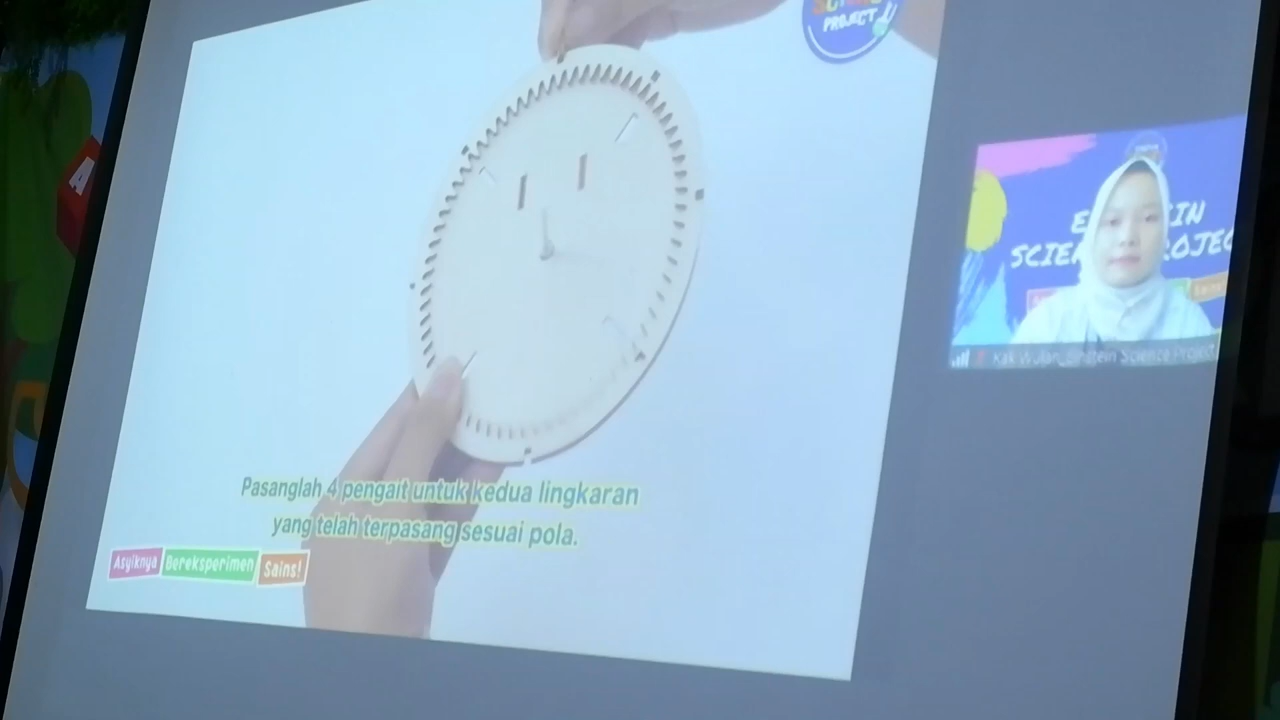 PROJECT
Pasanglah 4 pengait untuk kedua lingkaran
yang telah terpasang sesuai pola.
Asyiknya Bereksperimen Sains!
A
Kak Wulan_Einstein Science Project